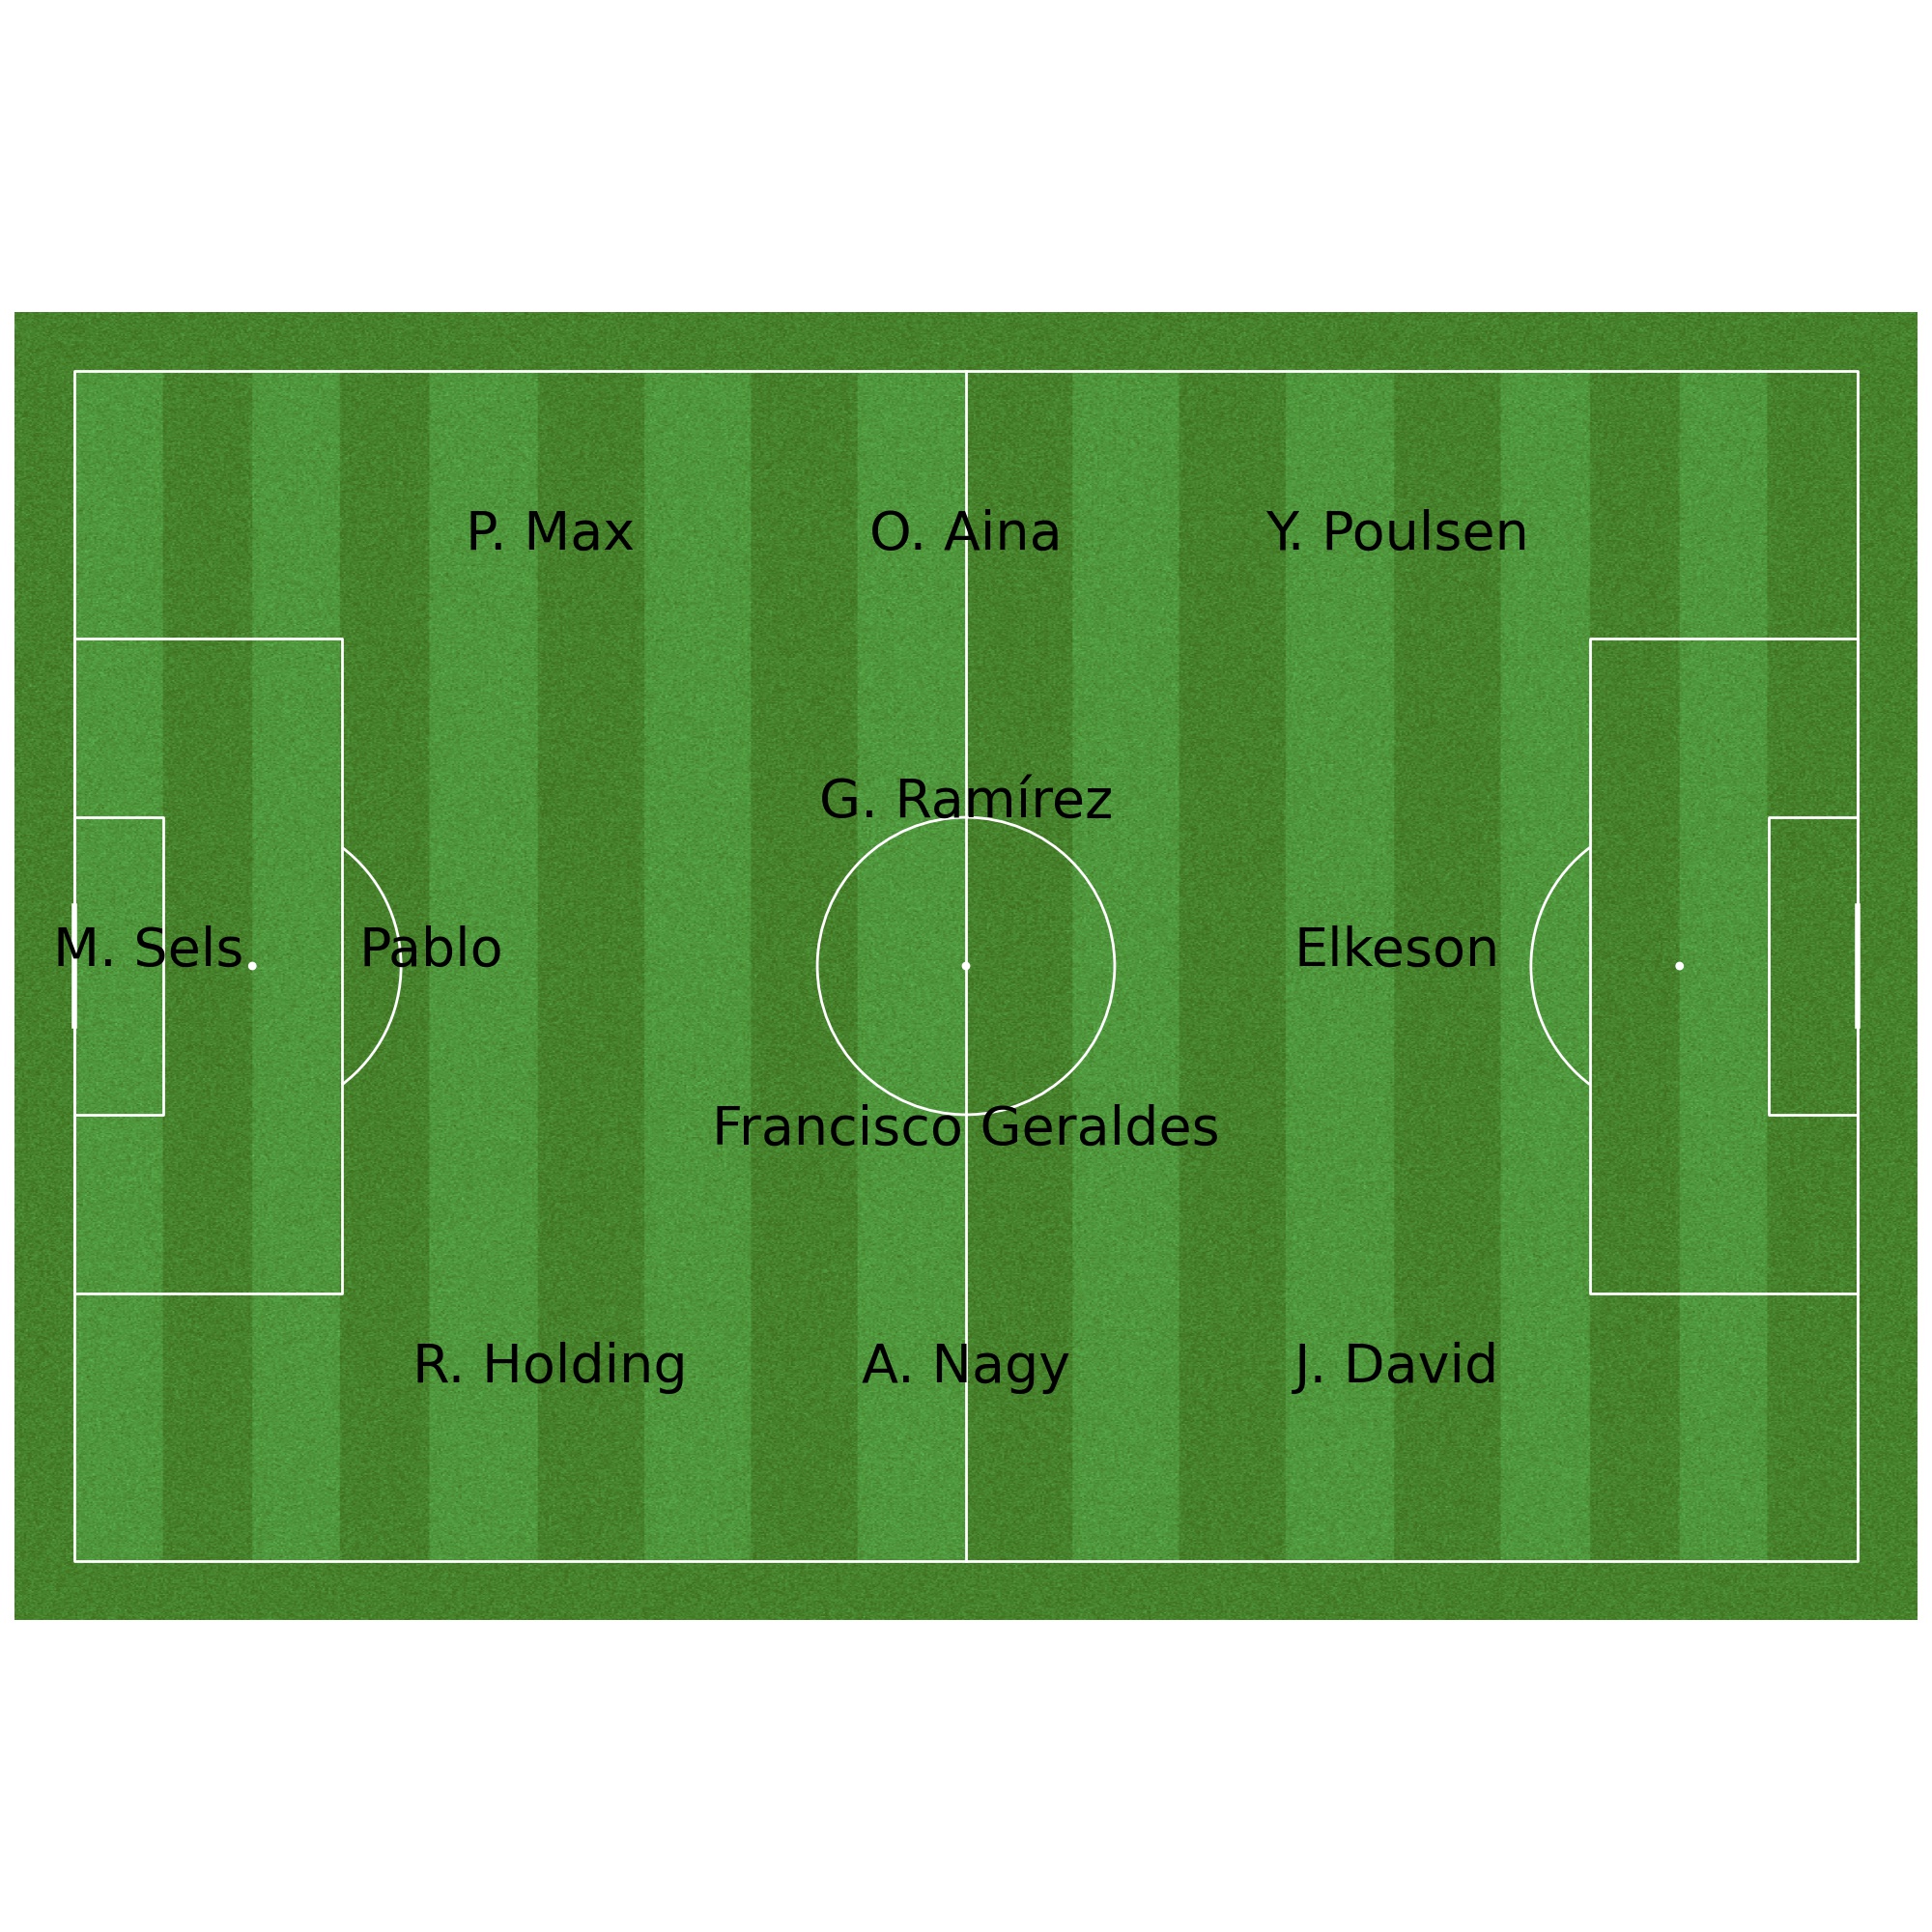 P. Max
O. Aina
Y. Poulsen
G. Ramírez
M. Sels
Pablo
Elkeson
Francisco Geraldes
R. Holding
A. Nagy
J. David